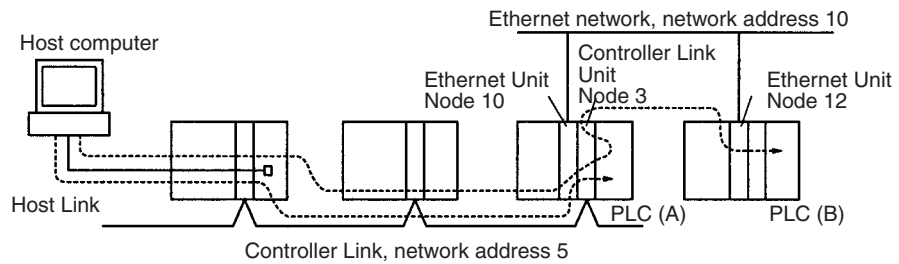 Ethernet network, network address 10
Host computer
Controller Link
Unit
Node 3
Ethernet Unit
Node 10
Ethernet Unit
Node 12
Host Link
PLC (A)
PLC (B)
Controller Link, network address 5